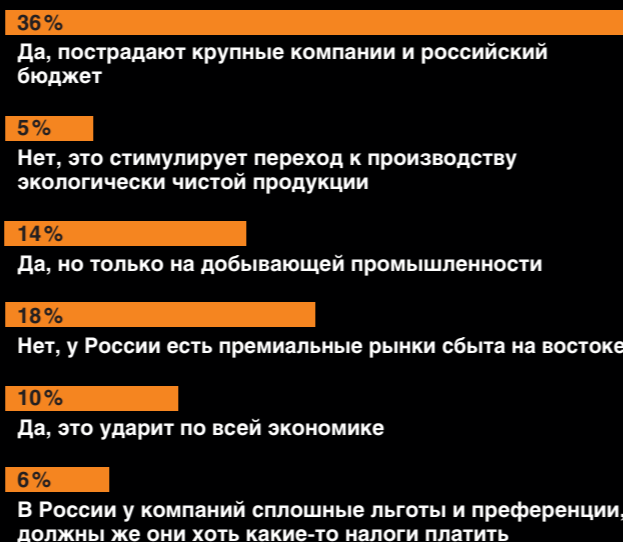 36%
Да, пострадают крупные компании и российский
бюджет
5%
Нет, это стимулирует переход к производству
экологически чистой продукции
14%
Да, но только на добывающей промышленности
18%
Нет, у России есть премиальные рынки сбыта на востоке
10%
Да, это ударит по всей экономике
6%
В России у компаний сплошные льготы и преференции,
должны же они хоть какие-то налоги платить